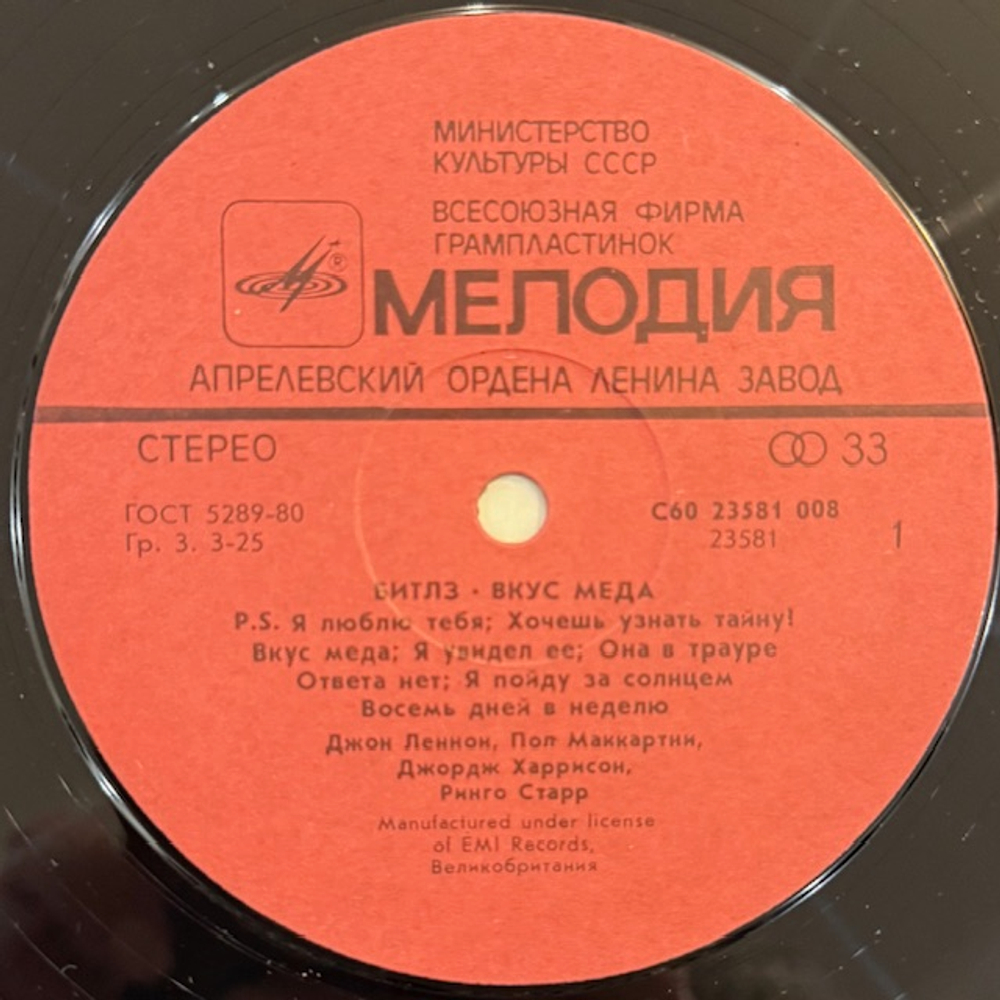 МИНИСТЕРСТВО
КУЛЬТУРЫ СССР
ВСЕСОЮЗНАЯ ФИРМА
ГРАМПЛАСТИНОК
®
МЕЛОДИЯ
АПРЕЛЕВСКИЙ ОРДЕНА ЛЕНИНА ЗАВОД
СТЕРЕО
33
ГОСТ 5289-80
Гр. 3. 3-25
С60 23581 008
23581
1
БИТЛЗ · ВКУС МЕДА
P.S. Я люблю тебя; Хочешь узнать тайну!
Вкус меда; Я увидел ее; Она в трауре
Ответа нет; Я пойду за солнцем
Восемь дней в неделю
Джон Леннон, Пол Маккартни,
Джордж Харрисон,
Ринго Старр
Manufactured under license
of EMI Records,
Великобритания